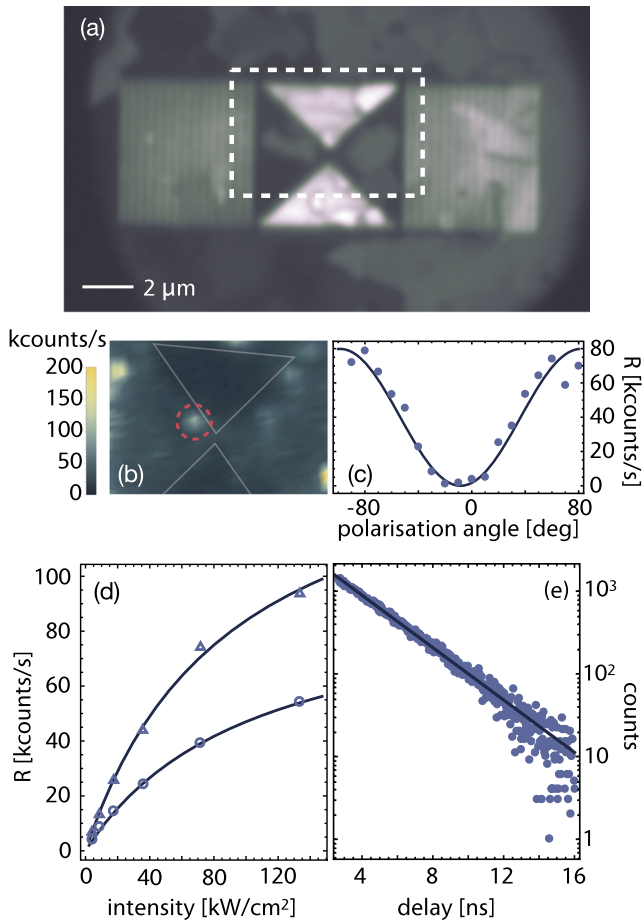 (a)
2 μm
kcounts/s
200
150
100
50
0
(b)
(c)
80
60
40
20
0
R [kcounts/s]
-80 0 80
polarisation angle [deg]
(d)
100
80
60
40
20
0
R [kcounts/s]
0 40 80 120
intensity [kW/cm²]
(e)
10³
10²
10
1
counts
4 8 12 16
delay [ns]